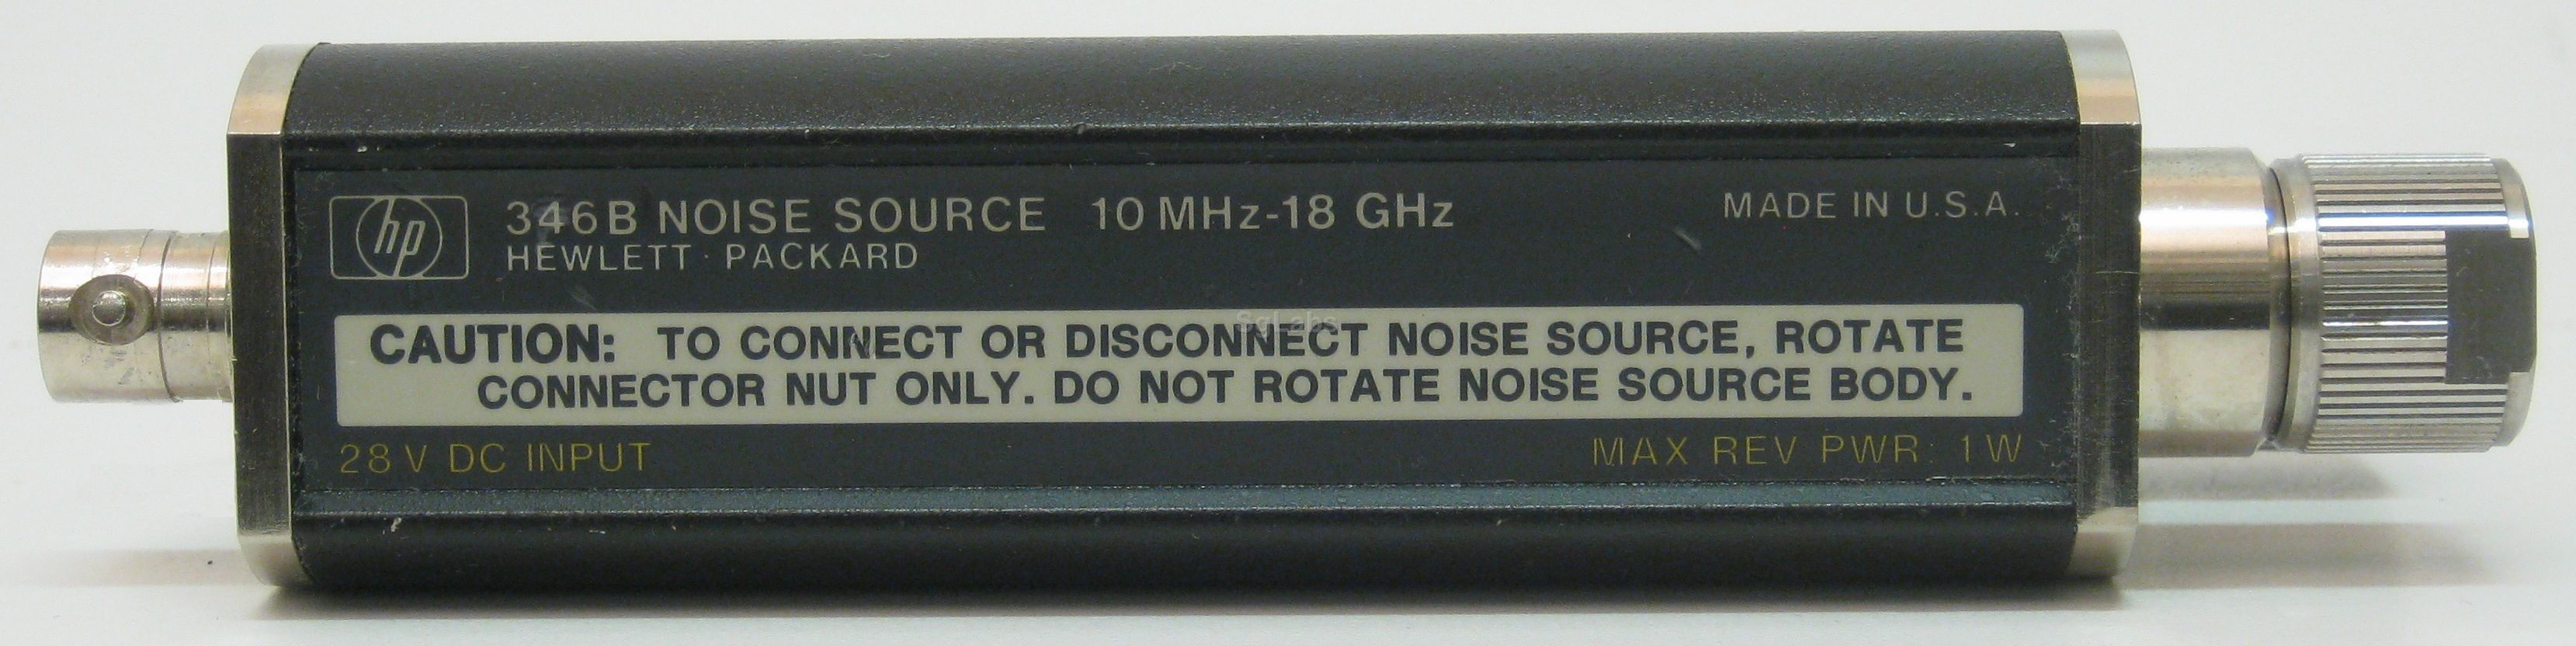 hp
346B NOISE SOURCE 10 MHz-18 GHz
MADE IN U.S.A.
HEWLETT · PACKARD
SgLabs
CAUTION: TO CONNECT OR DISCONNECT NOISE SOURCE, ROTATE
CONNECTOR NUT ONLY. DO NOT ROTATE NOISE SOURCE BODY.
28 V DC INPUT
MAX REV PWR: 1 W